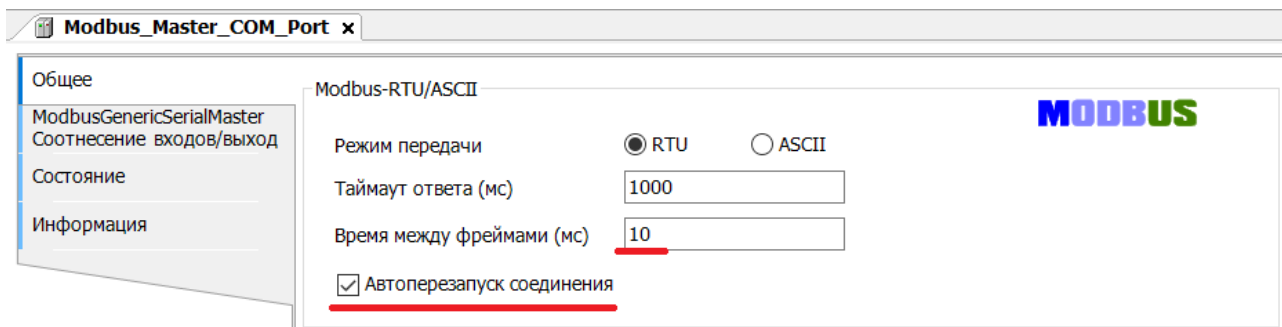 Modbus_Master_COM_Port x
Общее
ModbusGenericSerialMaster
Соотнесение входов/выход
Состояние
Информация
Modbus-RTU/ASCII
MODBUS
Режим передачи RTU ASCII
Таймаут ответа (мс) 1000
Время между фреймами (мс) 10
Автоперезапуск соединения